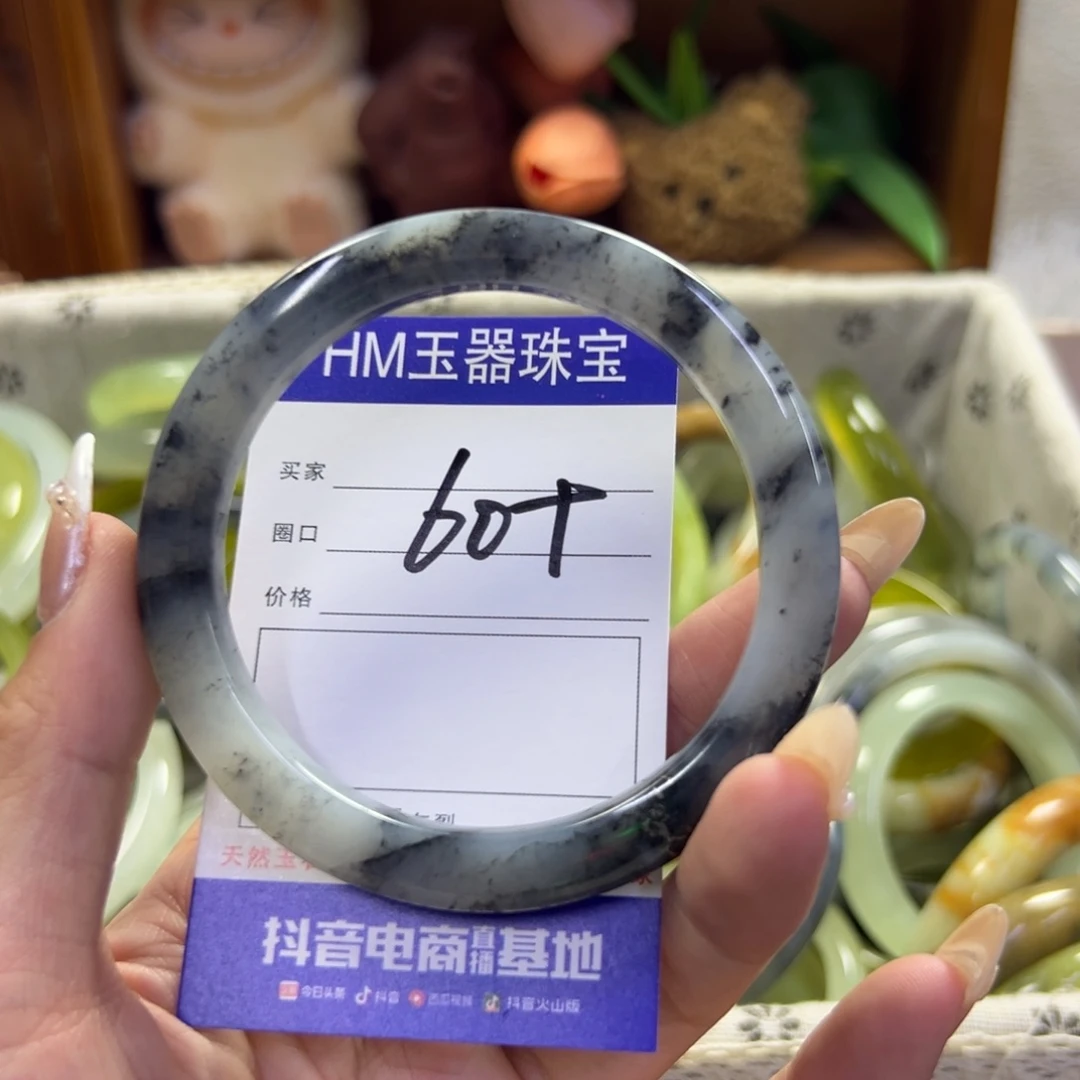 HM玉器珠宝
买家
60+
圈口
价格
天然玉
抖音电商直播基地
今日头条 抖音 西瓜视频 抖音火山版